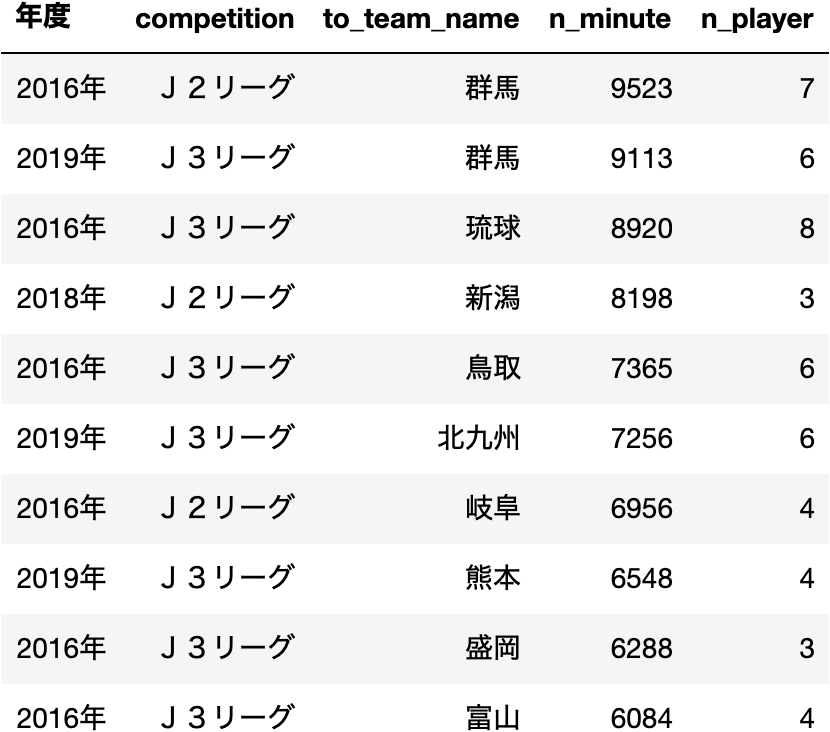 年度 competition to_team_name n_minute n_player
2016年 Ｊ２リーグ 群馬 9523 7
2019年 Ｊ３リーグ 群馬 9113 6
2016年 Ｊ３リーグ 琉球 8920 8
2018年 Ｊ２リーグ 新潟 8198 3
2016年 Ｊ３リーグ 鳥取 7365 6
2019年 Ｊ３リーグ 北九州 7256 6
2016年 Ｊ２リーグ 岐阜 6956 4
2019年 Ｊ３リーグ 熊本 6548 4
2016年 Ｊ３リーグ 盛岡 6288 3
2016年 Ｊ３リーグ 富山 6084 4